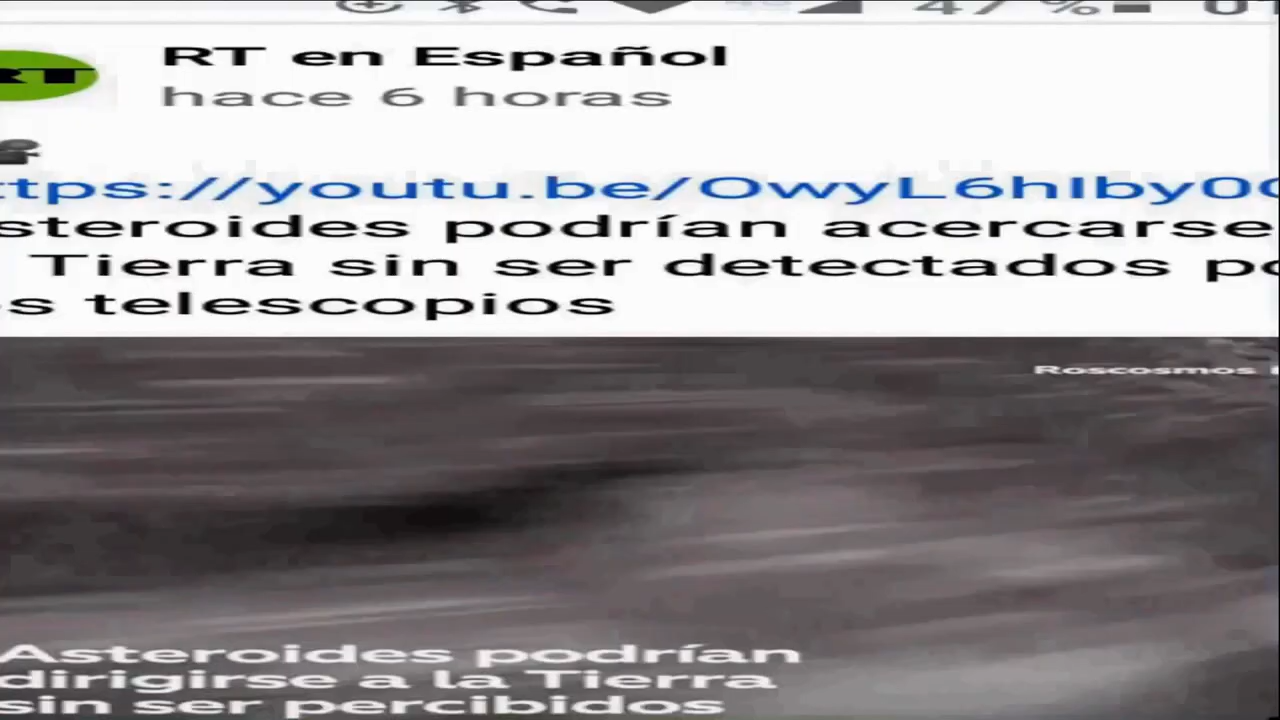 RT en Español
hace 6 horas
ttps://youtu.be/OwyL6hIby0
steroides podrían acercarse
Tierra sin ser detectados
s telescopios
Roscosmos
Asteroides podrían
dirigirse a la Tierra
sin ser percibidos